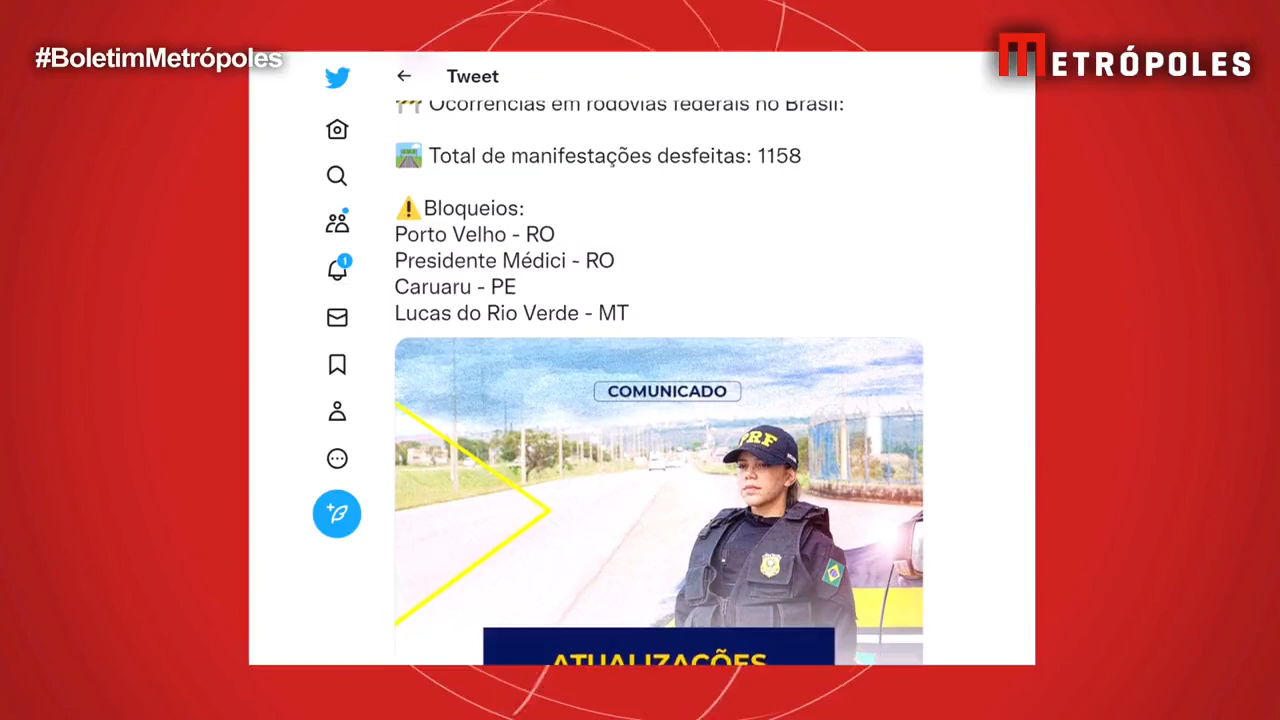 #BoletimMetrópoles
METRÓPOLES
Tweet
Ocorrências em rodovias federais no Brasil:
Total de manifestações desfeitas: 1158
Bloqueios:
Porto Velho - RO
Presidente Médici - RO
Caruaru - PE
Lucas do Rio Verde - MT
1
COMUNICADO
PRF
ATUALIZAÇÕES